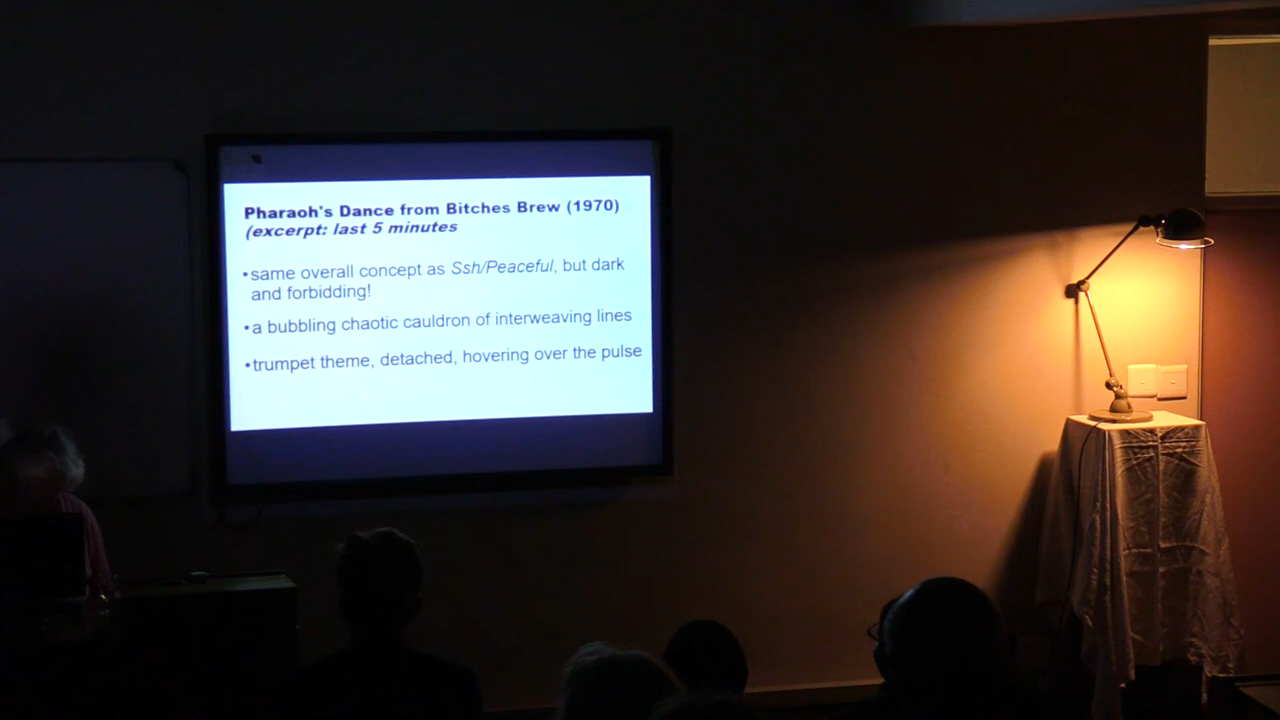 Pharaoh's Dance from Bitches Brew (1970)
(excerpt: last 5 minutes
•same overall concept as Ssh/Peaceful, but dark
and forbidding!
•a bubbling chaotic cauldron of interweaving lines
•trumpet theme, detached, hovering over the pulse